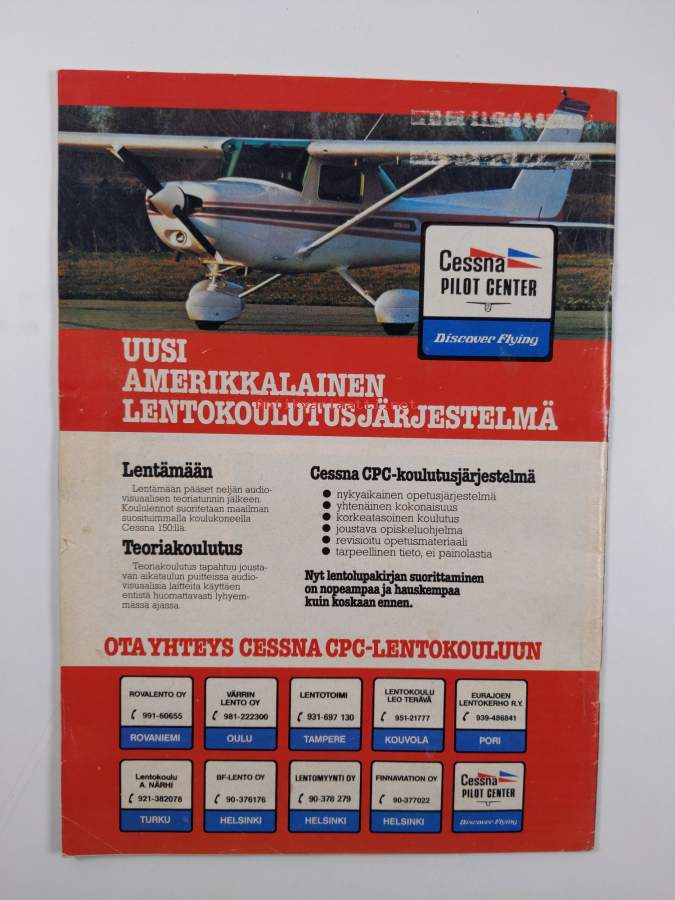 Cessna
PILOT CENTER
Discover Flying
UUSI
AMERIKKALAINEN
LENTOKOULUTUSJÄRJESTELMÄ
Lentämään
Lentämään pääset neljän audio-
visuaalisen teoriatunnin jälkeen.
Koululennot suoritetaan maailman
suosituimmalla koulukoneella
Cessna 150:llä.
Teoriakoulutus
Teoriakoulutus tapahtuu jousta-
van aikataulun puitteissa audio-
visuaalisia laitteita käyttäen
entistä huomattavasti lyhyem-
mässä ajassa.
Cessna CPC-koulutusjärjestelmä
● nykyaikainen opetusjärjestelmä
● yhtenäinen kokonaisuus
● korkeatasoinen koulutus
● joustava opiskeluohjelma
● revisioitu opetusmateriaali
● tarpeellinen tieto, ei painolastia
Nyt lentolupakirjan suorittaminen
on nopeampaa ja hauskempaa
kuin koskaan ennen.
OTA YHTEYS CESSNA CPC-LENTOKOULUUN
ROVALENTO OY
991-60655
ROVANIEMI
VÄRRIN
LENTO OY
981-222300
OULU
LENTOTOIMI
931-697 130
TAMPERE
LENTOKOULU
LEO TERÄVÄ
951-21777
KOUVOLA
EURAJOEN
LENTOKERHO R.Y.
939-486841
PORI
Lentokoulu
A. NÄRHI
921-382078
TURKU
BF-LENTO OY
90-376176
HELSINKI
LENTOMYYNTI OY
90-378 279
HELSINKI
FINNAVIATION OY
90-377022
HELSINKI
Cessna
PILOT CENTER
Discover Flying